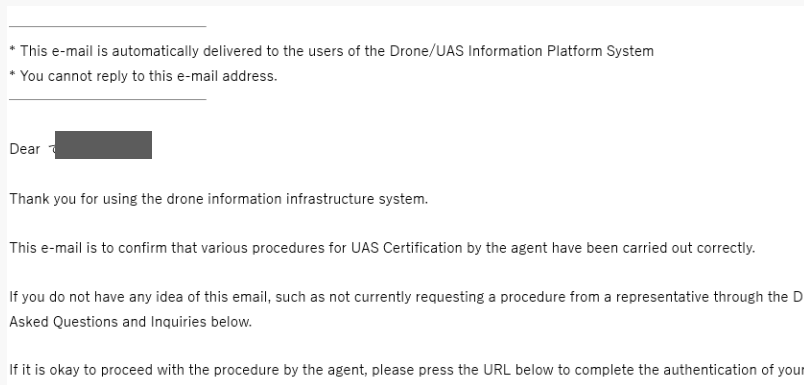 * This e-mail is automatically delivered to the users of the Drone/UAS Information Platform System
* You cannot reply to this e-mail address.
Dear
Thank you for using the drone information infrastructure system.
This e-mail is to confirm that various procedures for UAS Certification by the agent have been carried out correctly.
If you do not have any idea of this email, such as not currently requesting a procedure from a representative through the D
Asked Questions and Inquiries below.
If it is okay to proceed with the procedure by the agent, please press the URL below to complete the authentication of your